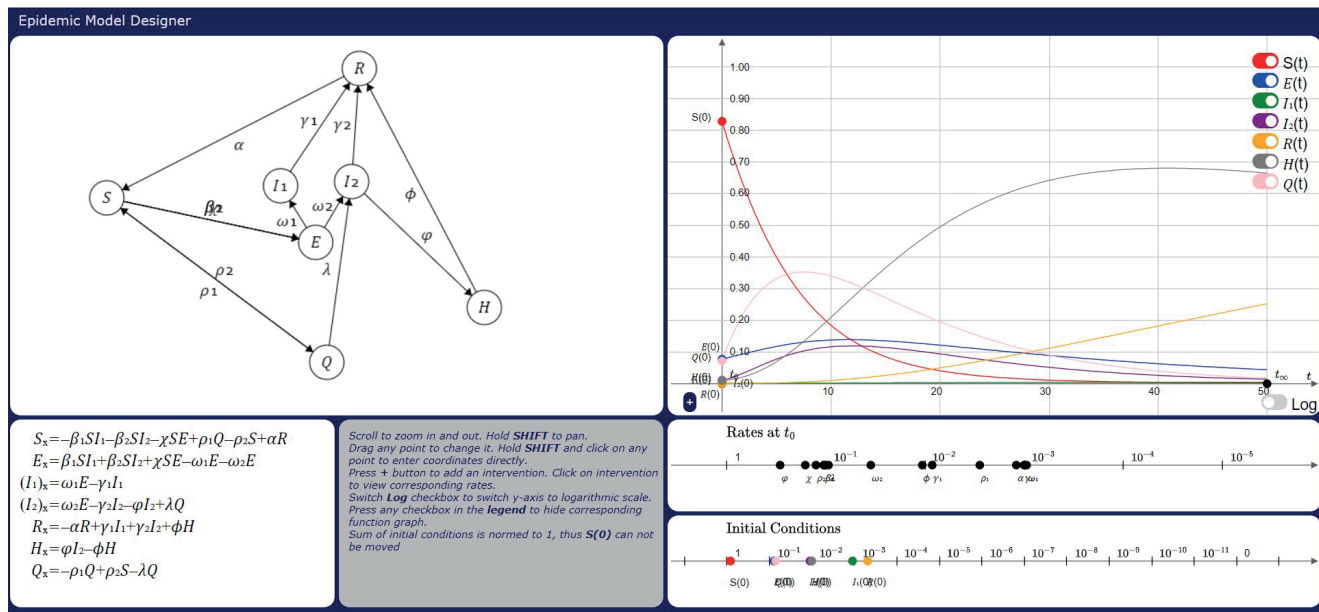 Epidemic Model Designer
R
γ1
γ2
α
I₁
I₂
S
ϕ
ω1
ω2
E
φ
λ
ρ2
ρ1
H
Q
1.00
0.90
S(0)
0.80
0.70
0.60
0.50
0.40
0.30
0.20
E(0)
Q(0)
0.10
t₀
I₂(0)
R(0)
10
20
30
40
50
t∞
t
S(t)
E(t)
I₁(t)
I₂(t)
R(t)
H(t)
Q(t)
+
Log
Sₓ=−β₁SI₁−β₂SI₂−χSE+ρ₁Q−ρ₂S+αR
Eₓ=β₁SI₁+β₂SI₂+χSE−ω₁E−ω₂E
(I₁)ₓ=ω₁E−γ₁I₁
(I₂)ₓ=ω₂E−γ₂I₂−φI₂+λQ
Rₓ=−αR+γ₁I₁+γ₂I₂+ϕH
Hₓ=φI₂−ϕH
Qₓ=−ρ₁Q+ρ₂S−λQ
Scroll to zoom in and out. Hold SHIFT to pan.
Drag any point to change it. Hold SHIFT and click on any
point to enter coordinates directly.
Press + button to add an intervention. Click on intervention
to view corresponding rates.
Switch Log checkbox to switch y-axis to logarithmic scale.
Press any checkbox in the legend to hide corresponding
function graph.
Sum of initial conditions is normed to 1, thus S(0) can not
be moved
Rates at t₀
1 10⁻¹ 10⁻² 10⁻³ 10⁻⁴ 10⁻⁵
φ χ ω₂ ϕ γ₁ ρ₁
Initial Conditions
1 10⁻¹ 10⁻² 10⁻³ 10⁻⁴ 10⁻⁵ 10⁻⁶ 10⁻⁷ 10⁻⁸ 10⁻⁹ 10⁻¹⁰ 10⁻¹¹ 0
S(0)